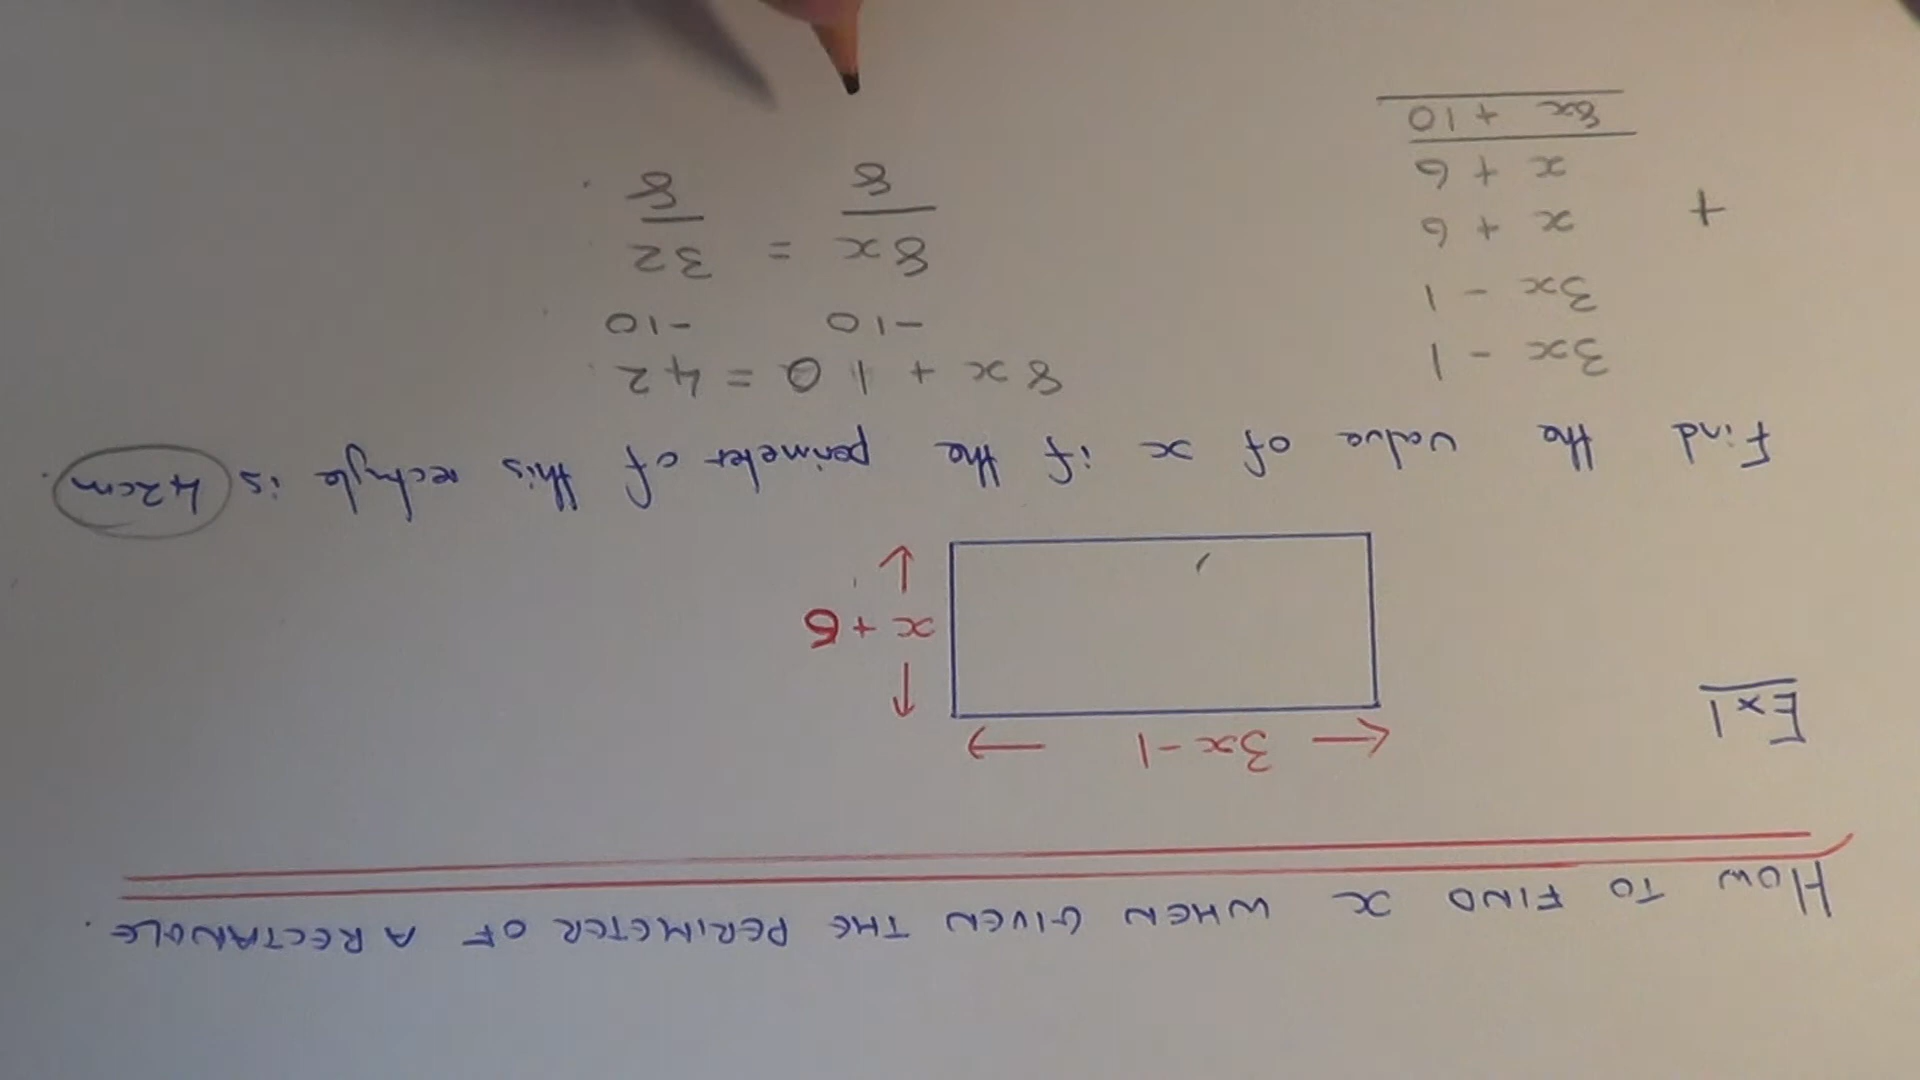 HOW TO FIND x WHEN GIVEN THE PERIMETER OF A RECTANGLE.
Ex 1
3x - 1
x + 6
Find the value of x if the perimeter of this rectangle is 42cm.
3x - 1
3x - 1
x + 6
x + 6
+
8x + 10
8x + 10 = 42
-10 -10
8x = 32
8 8